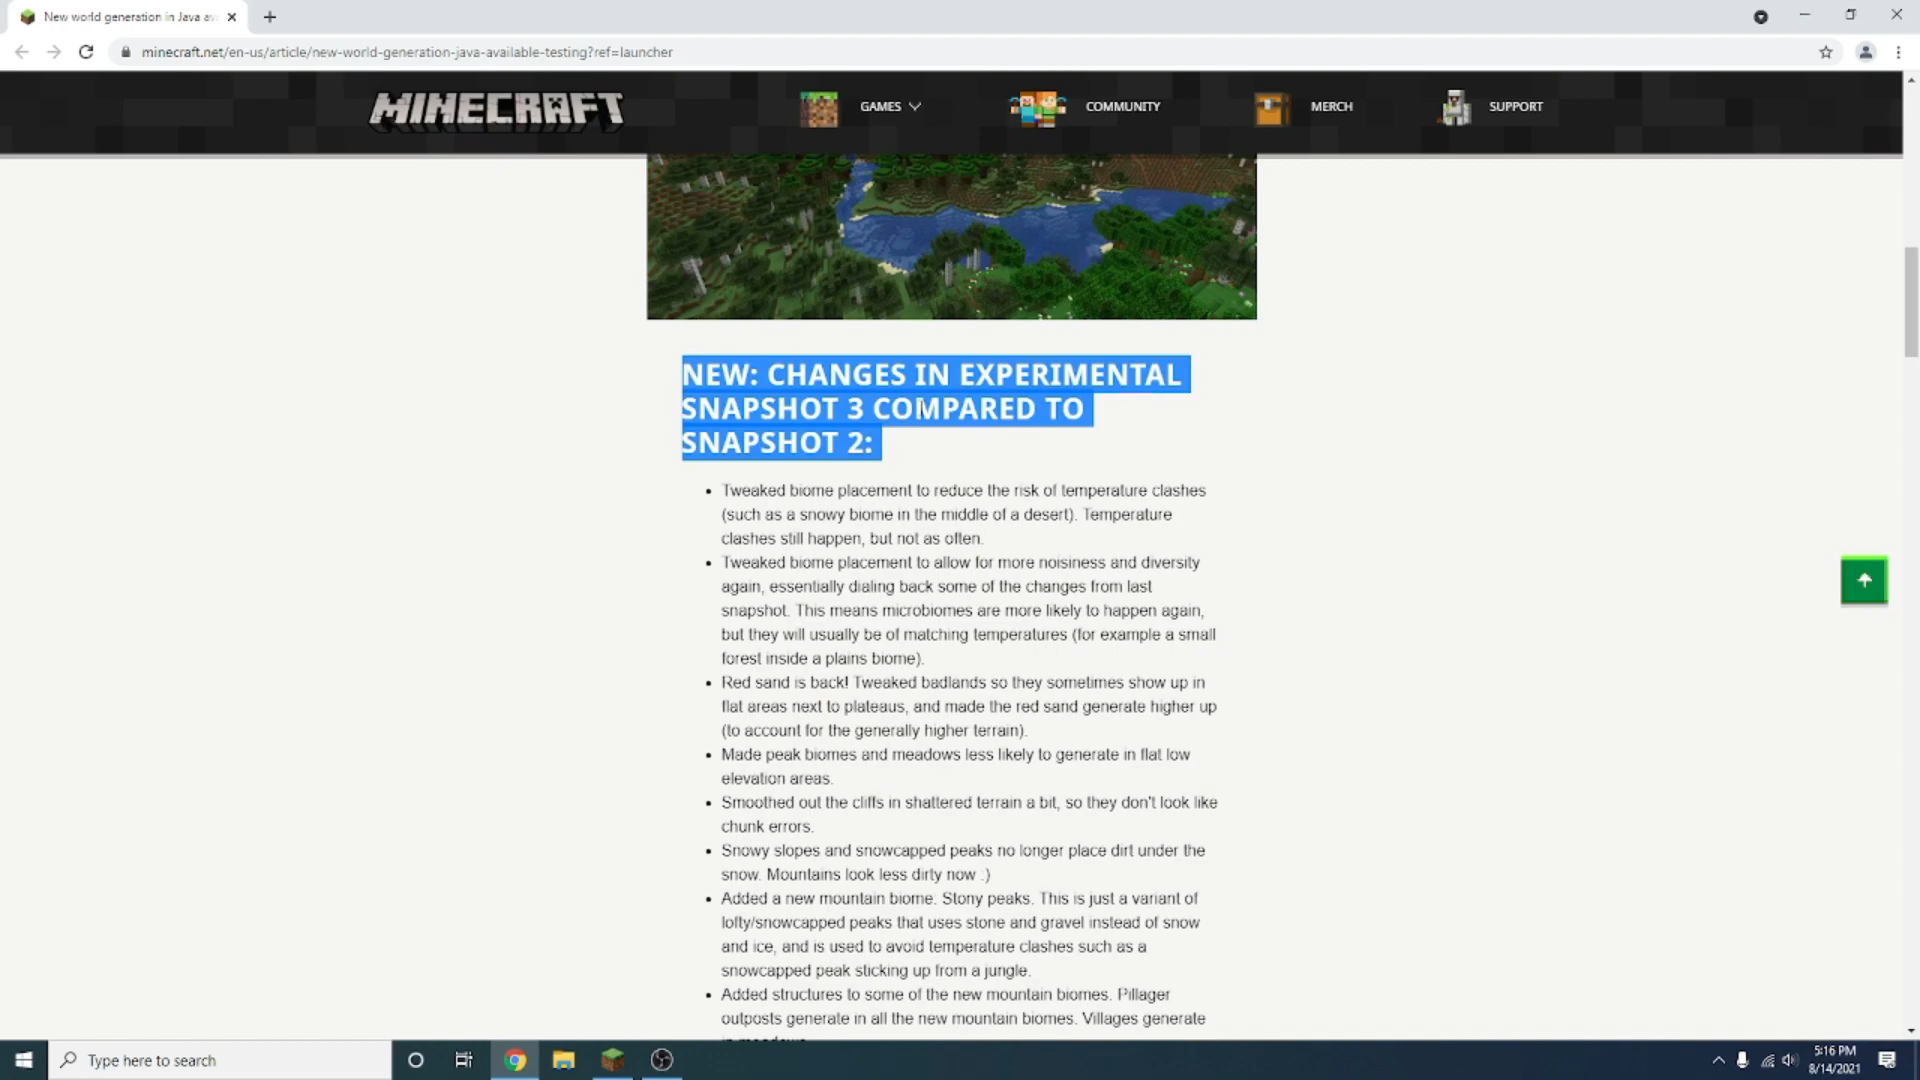 New world generation in Java av
minecraft.net/en-us/article/new-world-generation-java-available-testing?ref=launcher
MINECRAFT
GAMES
COMMUNITY
MERCH
SUPPORT
NEW: CHANGES IN EXPERIMENTAL
SNAPSHOT 3 COMPARED TO
SNAPSHOT 2:
• Tweaked biome placement to reduce the risk of temperature clashes
(such as a snowy biome in the middle of a desert). Temperature
clashes still happen, but not as often.
• Tweaked biome placement to allow for more noisiness and diversity
again, essentially dialing back some of the changes from last
snapshot. This means microbiomes are more likely to happen again,
but they will usually be of matching temperatures (for example a small
forest inside a plains biome).
• Red sand is back! Tweaked badlands so they sometimes show up in
flat areas next to plateaus, and made the red sand generate higher up
(to account for the generally higher terrain).
• Made peak biomes and meadows less likely to generate in flat low
elevation areas.
• Smoothed out the cliffs in shattered terrain a bit, so they don't look like
chunk errors.
• Snowy slopes and snowcapped peaks no longer place dirt under the
snow. Mountains look less dirty now :)
• Added a new mountain biome. Stony peaks. This is just a variant of
lofty/snowcapped peaks that uses stone and gravel instead of snow
and ice, and is used to avoid temperature clashes such as a
snowcapped peak sticking up from a jungle.
• Added structures to some of the new mountain biomes. Pillager
outposts generate in all the new mountain biomes. Villages generate
in meadows.
Type here to search
5:16 PM
8/14/2021